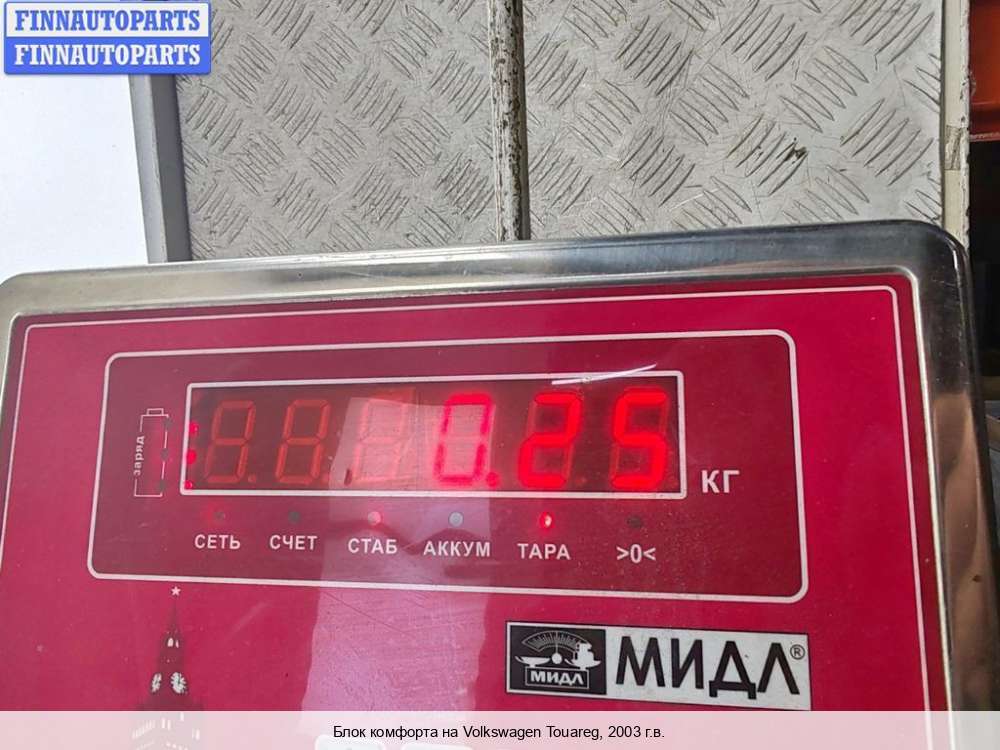 FINNAUTOPARTS
FINNAUTOPARTS
заряд
0.25
КГ
СЕТЬ СЧЕТ СТАБ АККУМ ТАРА >0<
МИДЛ МИДЛ®
Блок комфорта на Volkswagen Touareg, 2003 г.в.